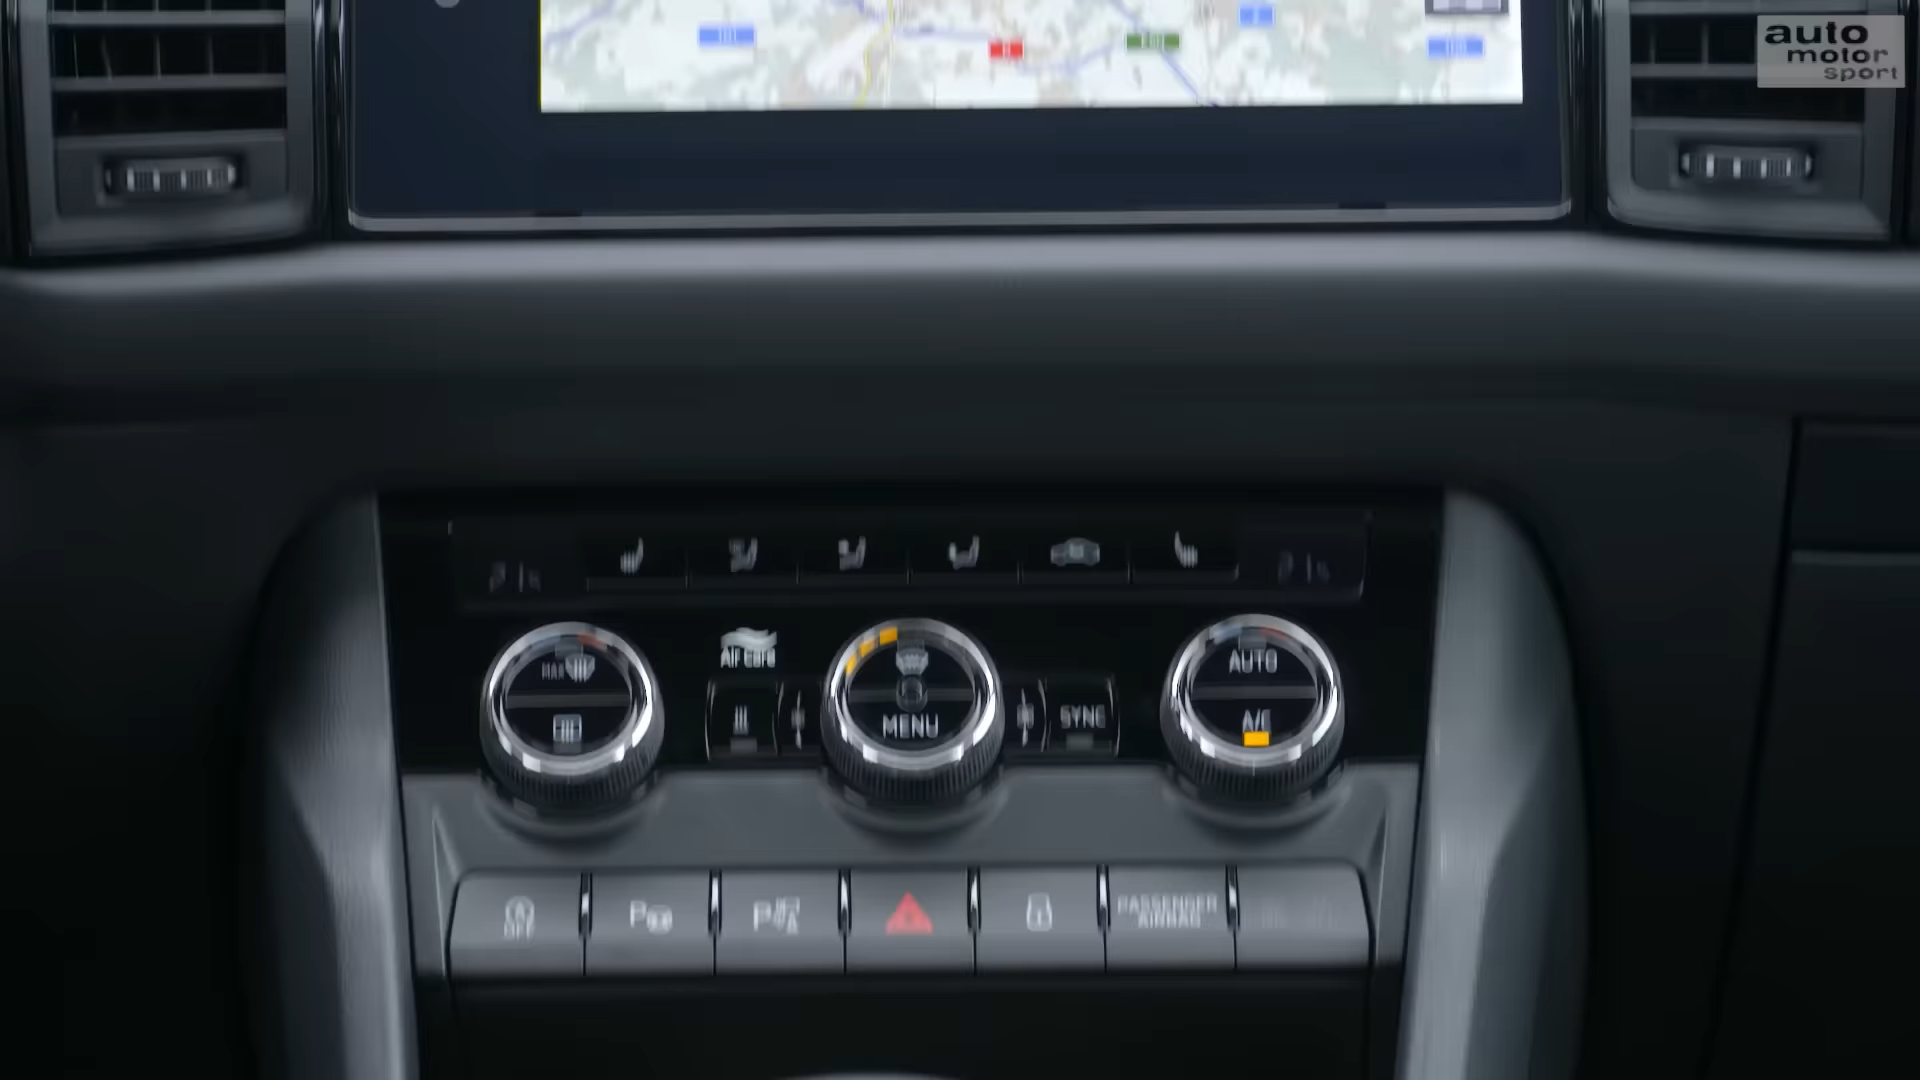 auto
motor
sport
Air Care
MAX
AUTO
MENU
SYNC
A/C
OFF
P
P
PASSENGER
AIRBAG